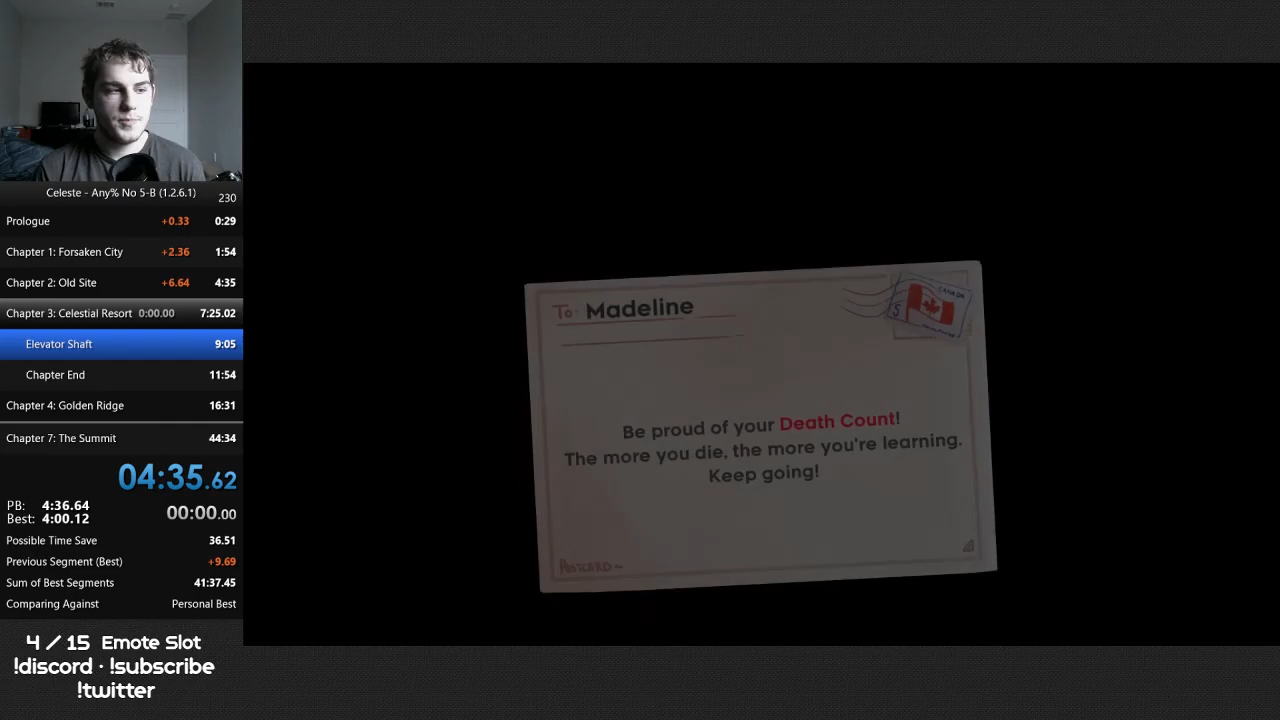 Celeste - Any% No 5-B (1.2.6.1)
230
Prologue +0.33 0:29
Chapter 1: Forsaken City +2.36 1:54
Chapter 2: Old Site +6.64 4:35
Chapter 3: Celestial Resort 0:00.00 7:25.02
Elevator Shaft 9:05
Chapter End 11:54
Chapter 4: Golden Ridge 16:31
Chapter 7: The Summit 44:34
04:35.62
PB: 4:36.64
Best: 4:00.12
00:00.00
Possible Time Save 36.51
Previous Segment (Best) +9.69
Sum of Best Segments 41:37.45
Comparing Against Personal Best
4 / 15 Emote Slot
!discord · !subscribe
!twitter
To: Madeline
CANADA
5
Be proud of your Death Count!
The more you die, the more you're learning.
Keep going!
POSTCARD~